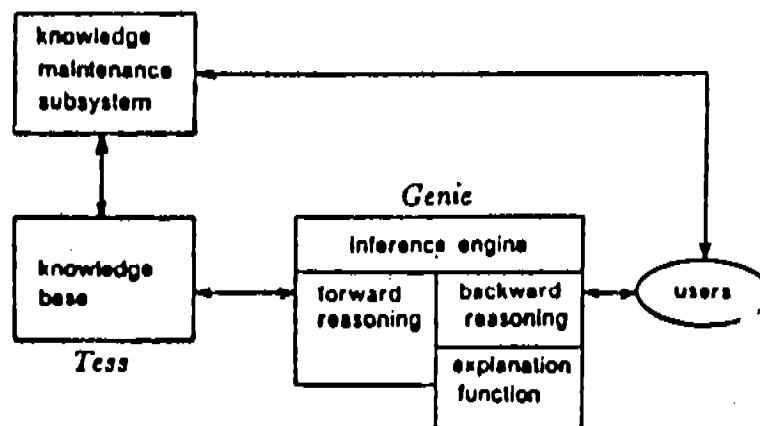 knowledge
maintenance
subsystem
Genie
inference engine
knowledge
base
forward
reasoning
backward
reasoning
users
Tess
explanation
function